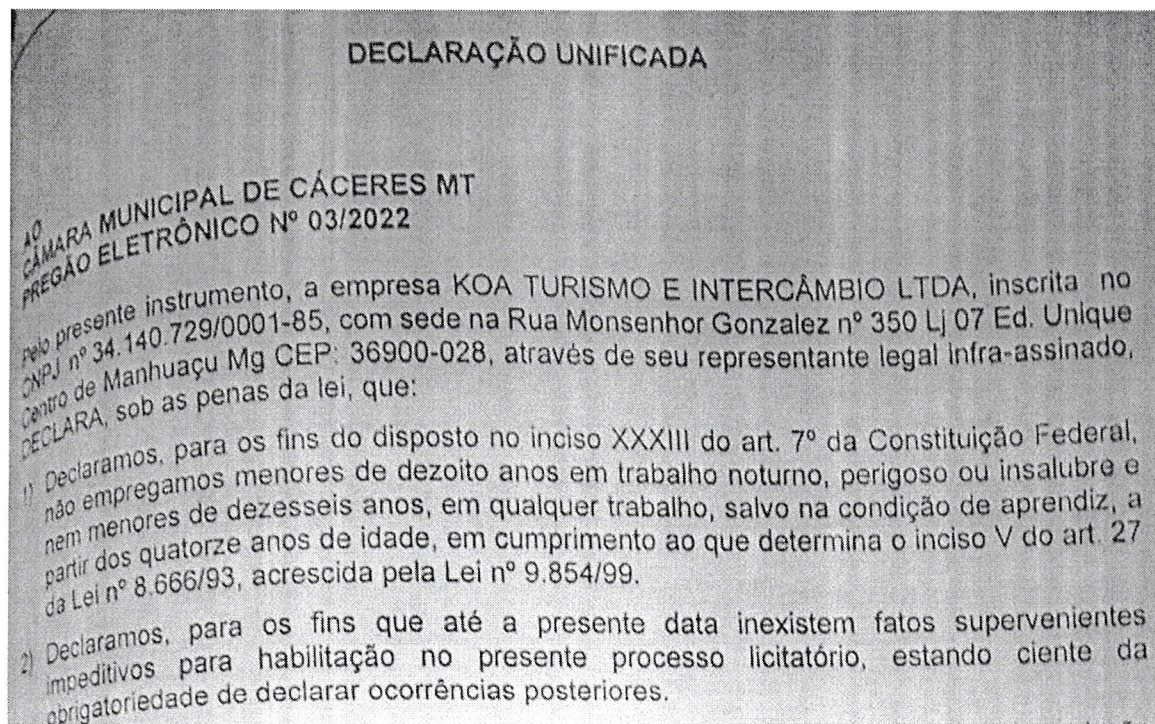 DECLARAÇÃO UNIFICADA
AO
CÂMARA MUNICIPAL DE CÁCERES MT
PREGÃO ELETRÔNICO Nº 03/2022
Pelo presente instrumento, a empresa KOA TURISMO E INTERCÂMBIO LTDA, inscrita no
CNPJ nº 34.140.729/0001-85, com sede na Rua Monsenhor Gonzalez nº 350 Lj 07 Ed. Unique
Centro de Manhuaçu Mg CEP: 36900-028, através de seu representante legal infra-assinado,
DECLARA, sob as penas da lei, que:
1) Declaramos, para os fins do disposto no inciso XXXIII do art. 7º da Constituição Federal,
não empregamos menores de dezoito anos em trabalho noturno, perigoso ou insalubre e
nem menores de dezesseis anos, em qualquer trabalho, salvo na condição de aprendiz, a
partir dos quatorze anos de idade, em cumprimento ao que determina o inciso V do art. 27
da Lei nº 8.666/93, acrescida pela Lei nº 9.854/99.
2) Declaramos, para os fins que até a presente data inexistem fatos supervenientes
impeditivos para habilitação no presente processo licitatório, estando ciente da
obrigatoriedade de declarar ocorrências posteriores.